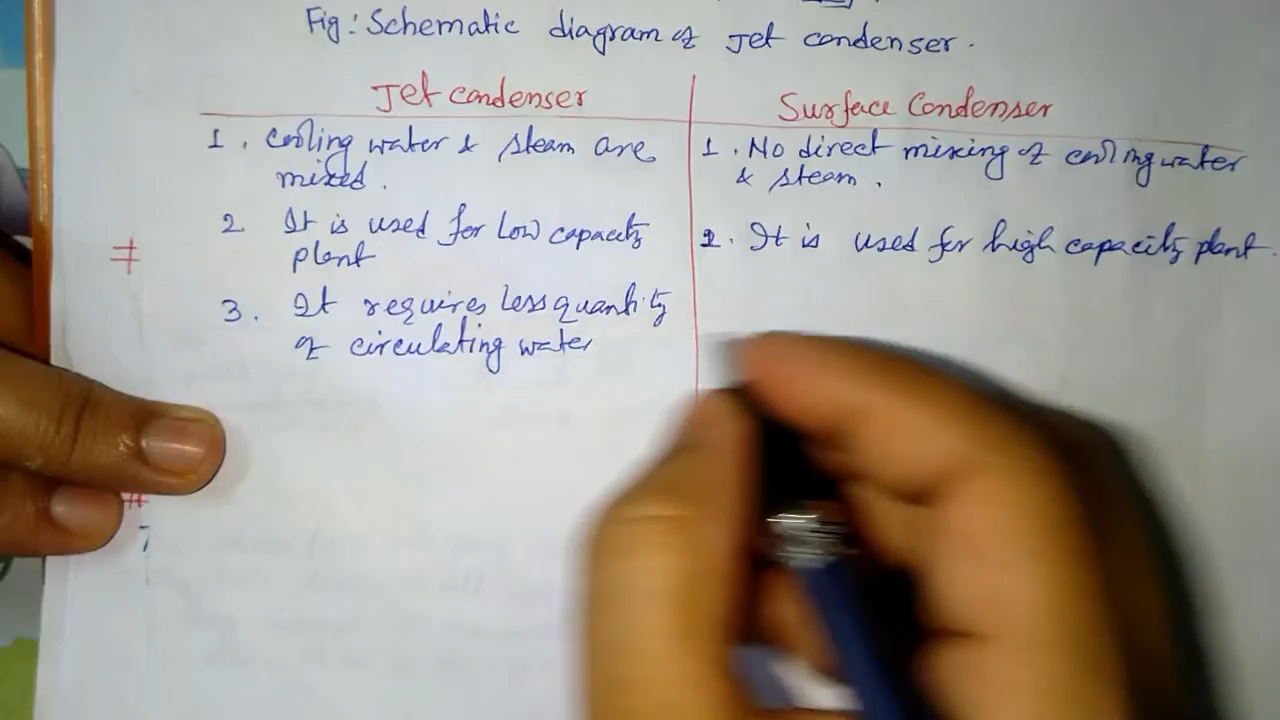 Fig: Schematic diagram of Jet condenser.
Jet condenser
Surface Condenser
1. Cooling water & steam are
mixed.
2. It is used for Low capacity
plant
3. It requires less quantity
of circulating water
1. No direct mixing of cooling water
& steam.
2. It is used for high capacity plant.
#
#